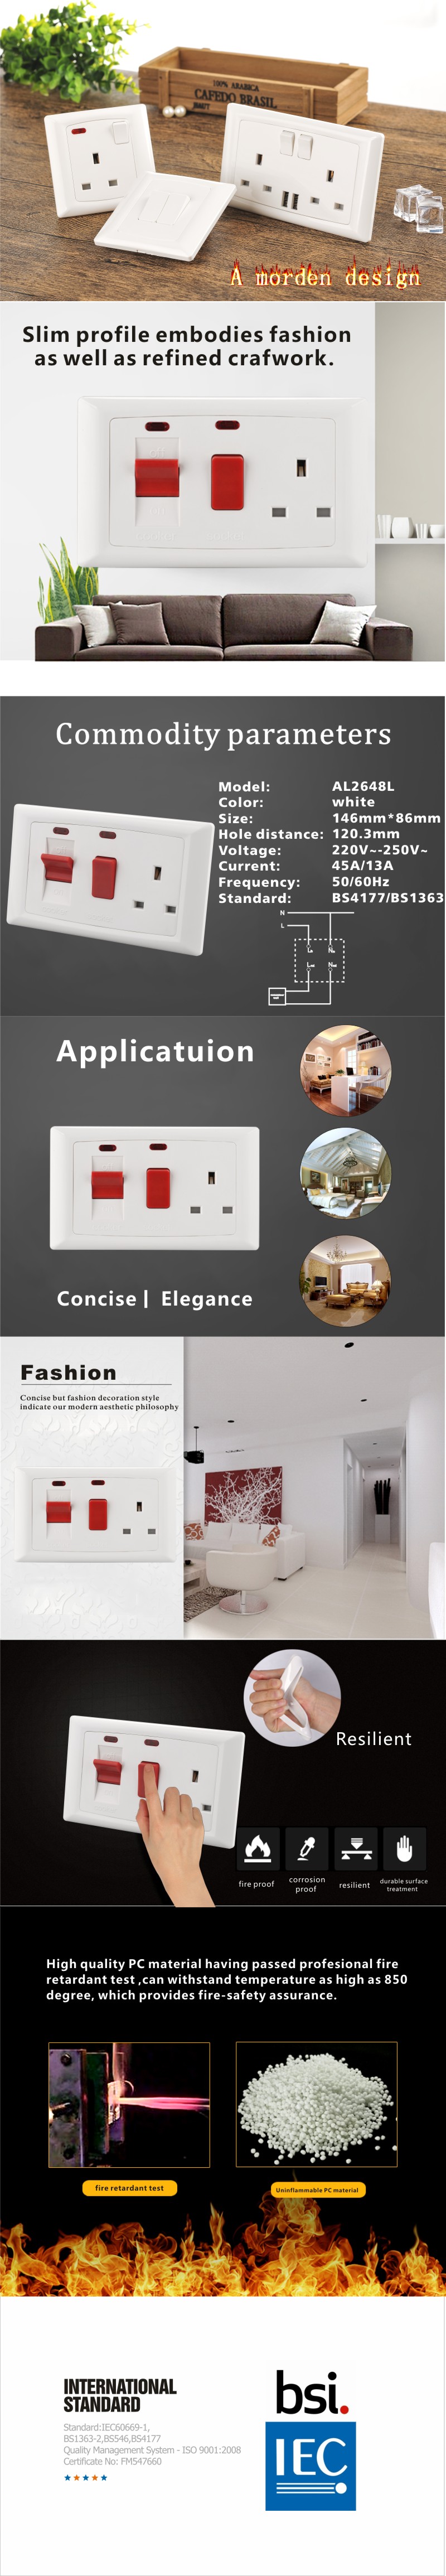 100% ARABICA
CAFEDO BRASIL
A morden design
Slim profile embodies fashion
as well as refined crafwork.
Commodity parameters
Model: AL2648L
Color: white
Size: 146mm*86mm
Hole distance: 120.3mm
Voltage: 220V~-250V~
Current: 45A/13A
Frequency: 50/60Hz
Standard: BS4177/BS1363
N
L
Applicatuion
Concise | Elegance
Fashion
Concise but fashion decoration style
indicate our modern aesthetic philosophy
Resilient
fire proof
corrosion
proof
resilient
durable surface
treatment
High quality PC material having passed profesional fire
retardant test ,can withstand temperature as high as 850
degree, which provides fire-safety assurance.
fire retardant test
Uninflammable PC material
INTERNATIONAL
STANDARD
Standard:IEC60669-1,
BS1363-2,BS546,BS4177
Quality Management System - ISO 9001:2008
Certificate No: FM547660
bsi.
IEC